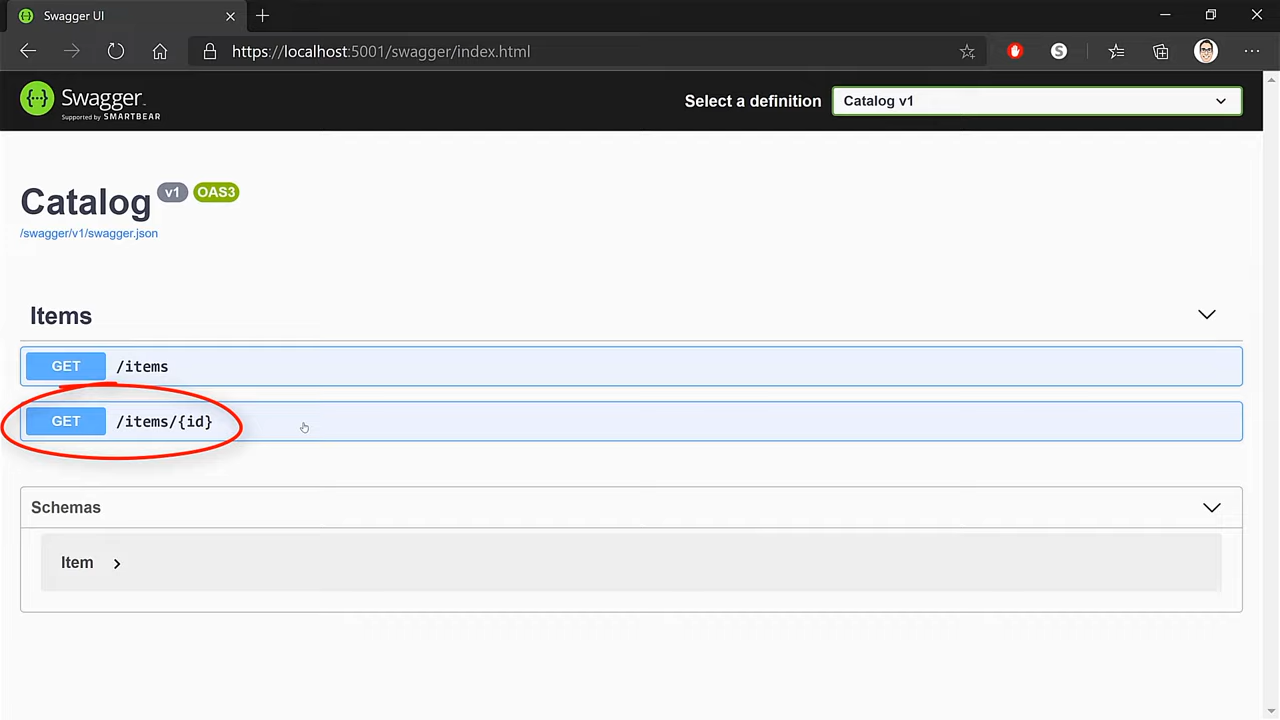 Swagger UI
https://localhost:5001/swagger/index.html
S
Swagger
Supported by SMARTBEAR
Select a definition
Catalog v1
Catalog v1 OAS3
/swagger/v1/swagger.json
Items
GET /items
GET /items/{id}
Schemas
Item